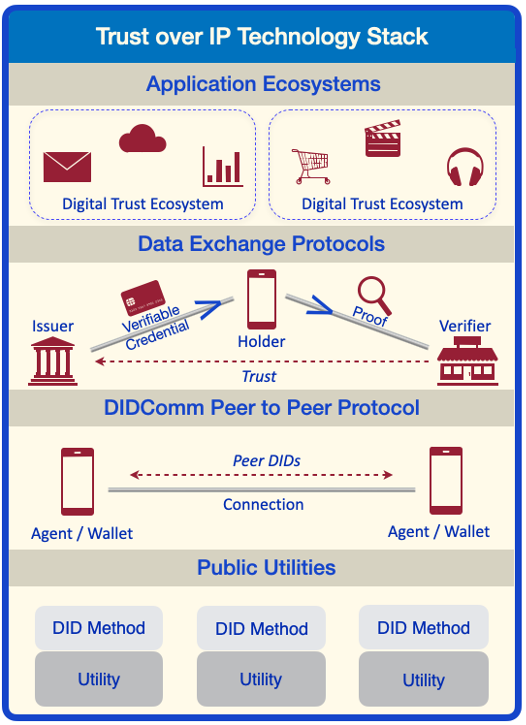 Trust over IP Technology Stack
Application Ecosystems
Digital Trust Ecosystem
Digital Trust Ecosystem
Data Exchange Protocols
Issuer
Verifiable
Credential
Holder
Proof
Verifier
Trust
DIDComm Peer to Peer Protocol
Peer DIDs
Connection
Agent / Wallet
Agent / Wallet
Public Utilities
DID Method
DID Method
DID Method
Utility
Utility
Utility